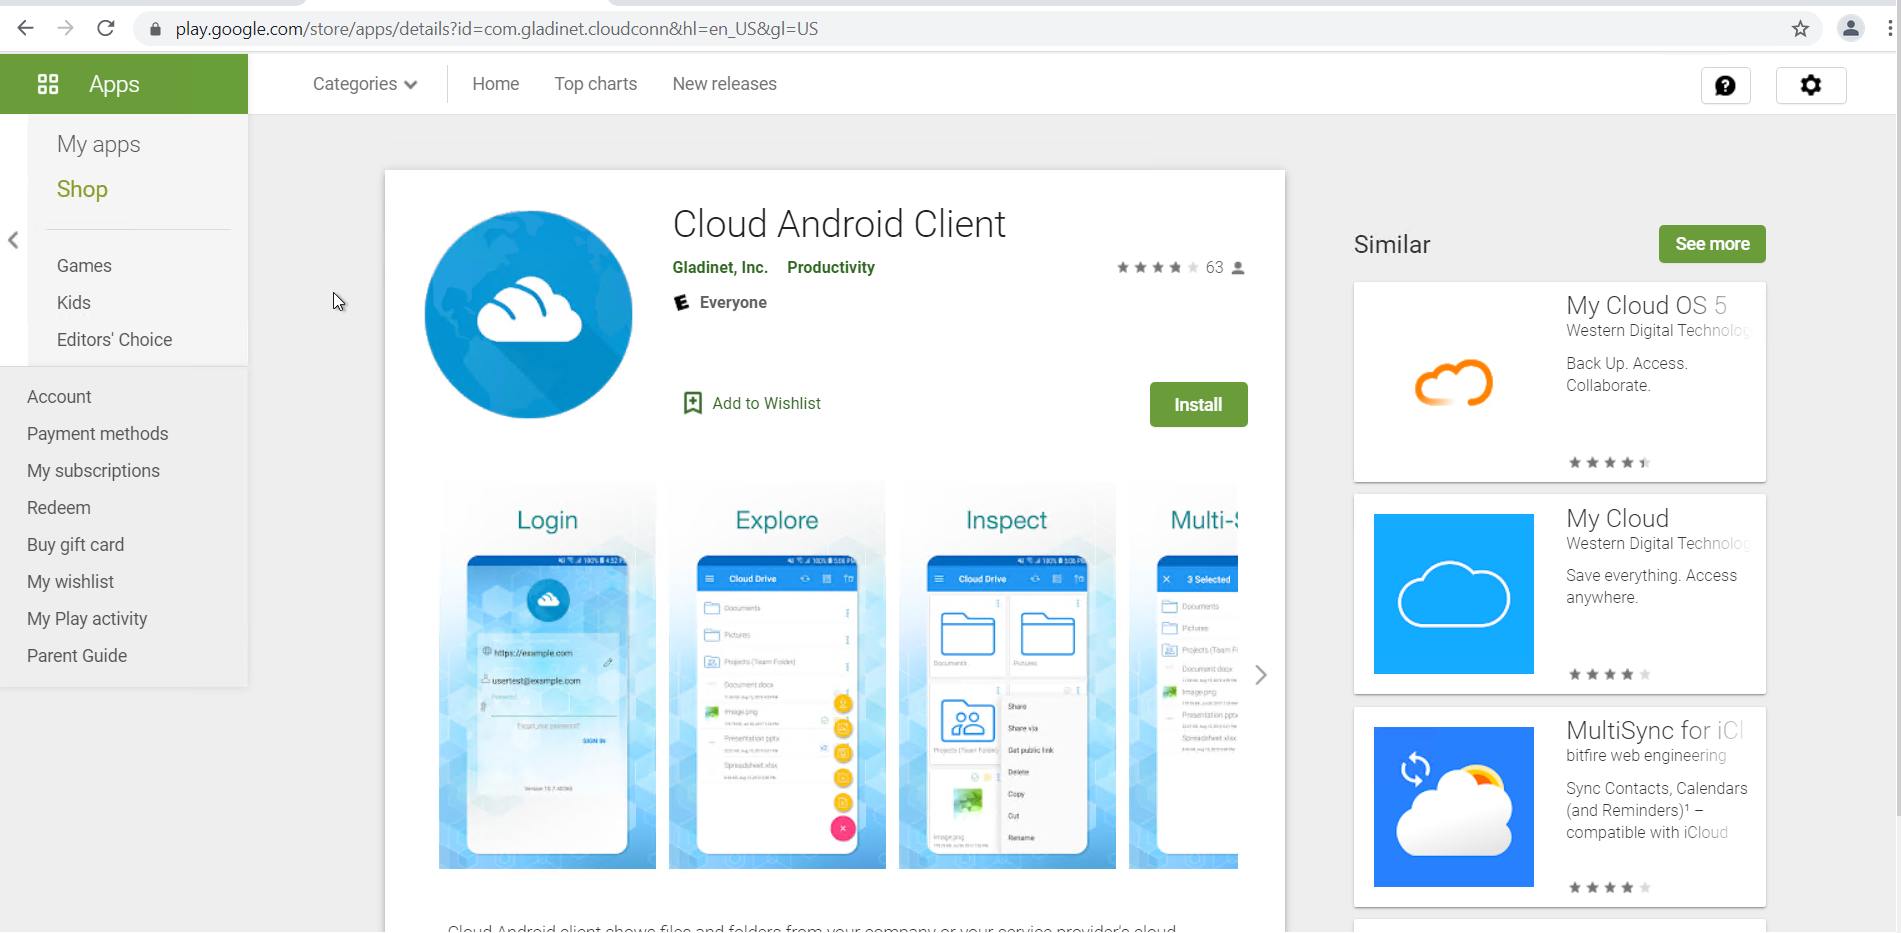 play.google.com/store/apps/details?id=com.gladinet.cloudconn&hl=en_US&gl=US
Apps
Categories
Home
Top charts
New releases
My apps
Shop
Games
Kids
Editors' Choice
Account
Payment methods
My subscriptions
Redeem
Buy gift card
My wishlist
My Play activity
Parent Guide
Cloud Android Client
Gladinet, Inc. Productivity
63
Everyone
Add to Wishlist
Install
Login
https://example.com
usertest@example.com
Password
Forgot your password?
SIGN IN
Explore
Cloud Drive
Documents
Pictures
Projects (Team Folder)
Document.docx
Image.png
Presentation.pptx
Spreadsheet.xlsx
Inspect
Cloud Drive
Documents
Pictures
Projects (Team Folder)
Image.png
Share
Share via
Get public link
Delete
Copy
Cut
Rename
Multi-S
3 Selected
Documents
Pictures
Projects (Team F
Document.docx
Image.png
Presentation.pptx
Spreadsheet.xlsx
Cloud Android client shows files and folders from your company or your service provider's cloud
Similar
See more
My Cloud OS 5
Western Digital Technolog
Back Up. Access.
Collaborate.
My Cloud
Western Digital Technolog
Save everything. Access
anywhere.
MultiSync for iCl
bitfire web engineering
Sync Contacts, Calendars
(and Reminders)¹ –
compatible with iCloud